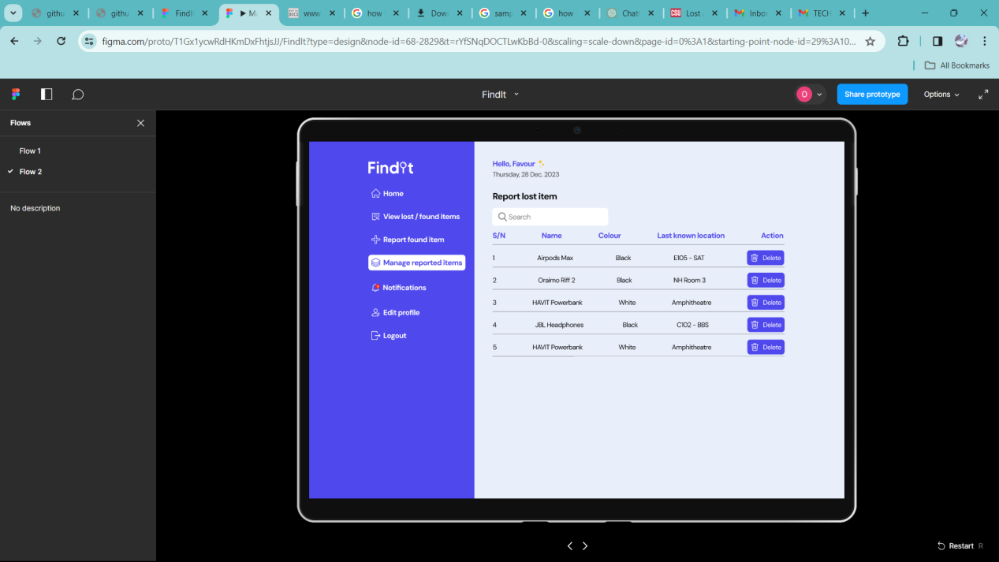 githu
githu
FindI
Ma
www
how
Dow
samp
how
Chat
CSU Lost
Inbo
TECH
figma.com/proto/T1Gx1ycwRdHKmDxFhtjsJJ/FindIt?type=design&node-id=68-2829&t=rYfSNqDOCTLwKbBd-0&scaling=scale-down&page-id=0%3A1&starting-point-node-id=29%3A10...
All Bookmarks
FindIt
O
Share prototype
Options
Flows
Flow 1
Flow 2
No description
FindIt
Home
View lost / found items
Report found item
Manage reported items
Notifications
Edit profile
Logout
Hello, Favour
Thursday, 28 Dec. 2023
Report lost item
Search
S/N Name Colour Last known location Action
1 Airpods Max Black E105 - SAT Delete
2 Oraimo Riff 2 Black NH Room 3 Delete
3 HAVIT Powerbank White Amphitheatre Delete
4 JBL Headphones Black C102 - BBS Delete
5 HAVIT Powerbank White Amphitheatre Delete
Restart R